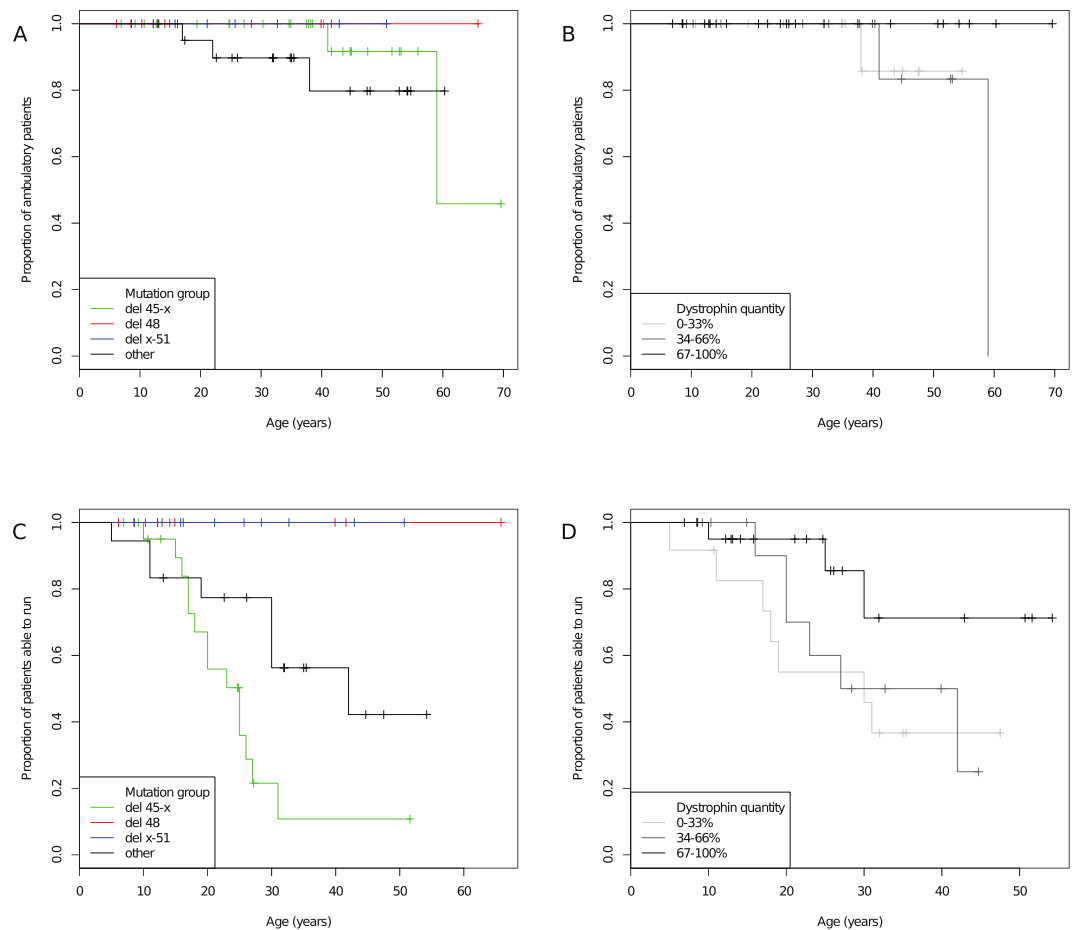 A
Proportion of ambulatory patients
1.0
0.8
0.6
0.4
0.2
0.0
Mutation group
del 45-x
del 48
del x-51
other
0 10 20 30 40 50 60 70
Age (years)
B
Proportion of ambulatory patients
1.0
0.8
0.6
0.4
0.2
0.0
Dystrophin quantity
0-33%
34-66%
67-100%
0 10 20 30 40 50 60 70
Age (years)
C
Proportion of patients able to run
1.0
0.8
0.6
0.4
0.2
0.0
Mutation group
del 45-x
del 48
del x-51
other
0 10 20 30 40 50 60
Age (years)
D
Proportion of patients able to run
1.0
0.8
0.6
0.4
0.2
0.0
Dystrophin quantity
0-33%
34-66%
67-100%
0 10 20 30 40 50
Age (years)